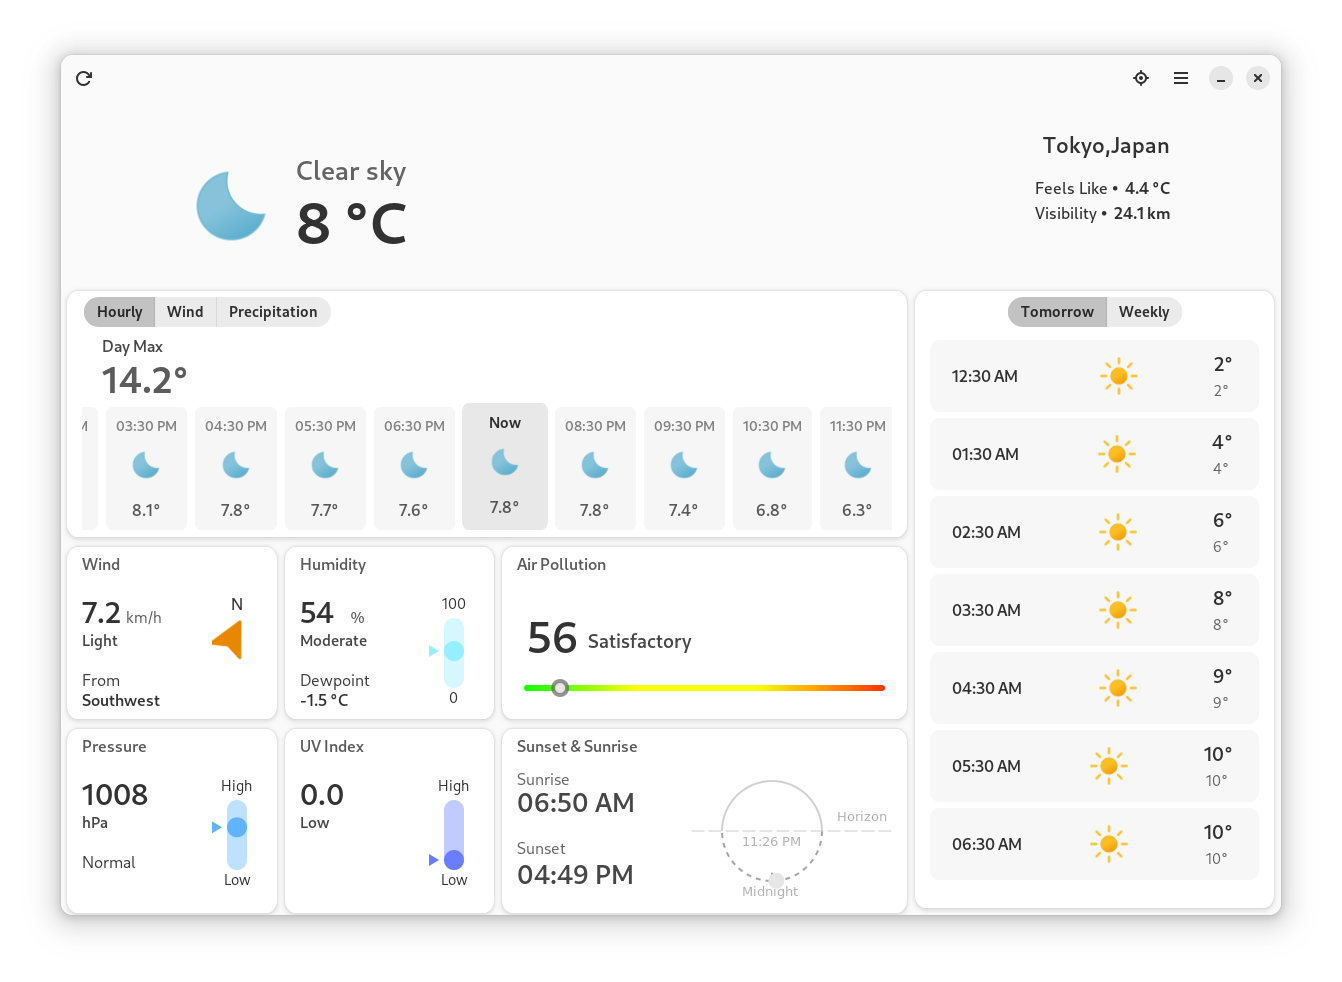 Clear sky
8 °C
Tokyo,Japan
Feels Like • 4.4 °C
Visibility • 24.1 km
Hourly Wind Precipitation
Day Max
14.2°
03:30 PM 04:30 PM 05:30 PM 06:30 PM Now 08:30 PM 09:30 PM 10:30 PM 11:30 PM
8.1° 7.8° 7.7° 7.6° 7.8° 7.8° 7.4° 6.8° 6.3°
Tomorrow Weekly
12:30 AM 2°
2°
01:30 AM 4°
4°
02:30 AM 6°
6°
03:30 AM 8°
8°
04:30 AM 9°
9°
05:30 AM 10°
10°
06:30 AM 10°
10°
Wind
7.2 km/h
Light
From
Southwest
N
Humidity
54 %
Moderate
Dewpoint
-1.5 °C
100
0
Air Pollution
56 Satisfactory
Pressure
1008
hPa
Normal
High
Low
UV Index
0.0
Low
High
Low
Sunset & Sunrise
Sunrise
06:50 AM
Sunset
04:49 PM
Horizon
11:26 PM
Midnight